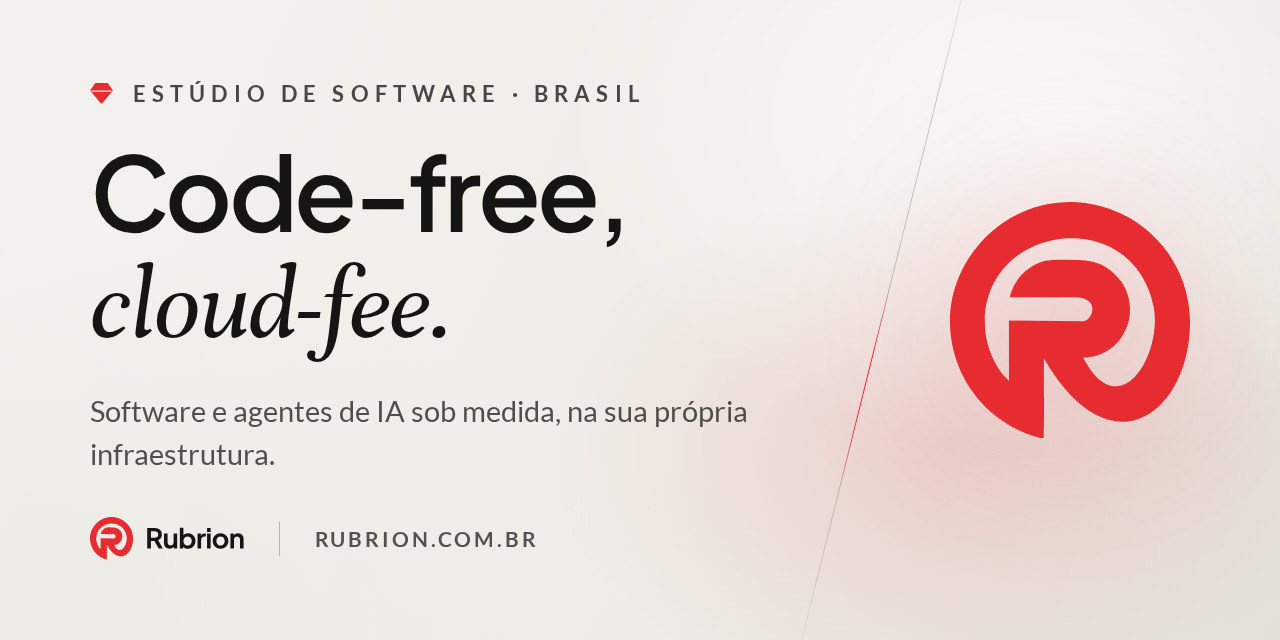 ESTÚDIO DE SOFTWARE · BRASIL
Code-free,
cloud-fee.
Software e agentes de IA sob medida, na sua própria
infraestrutura.
Rubrion
RUBRION.COM.BR